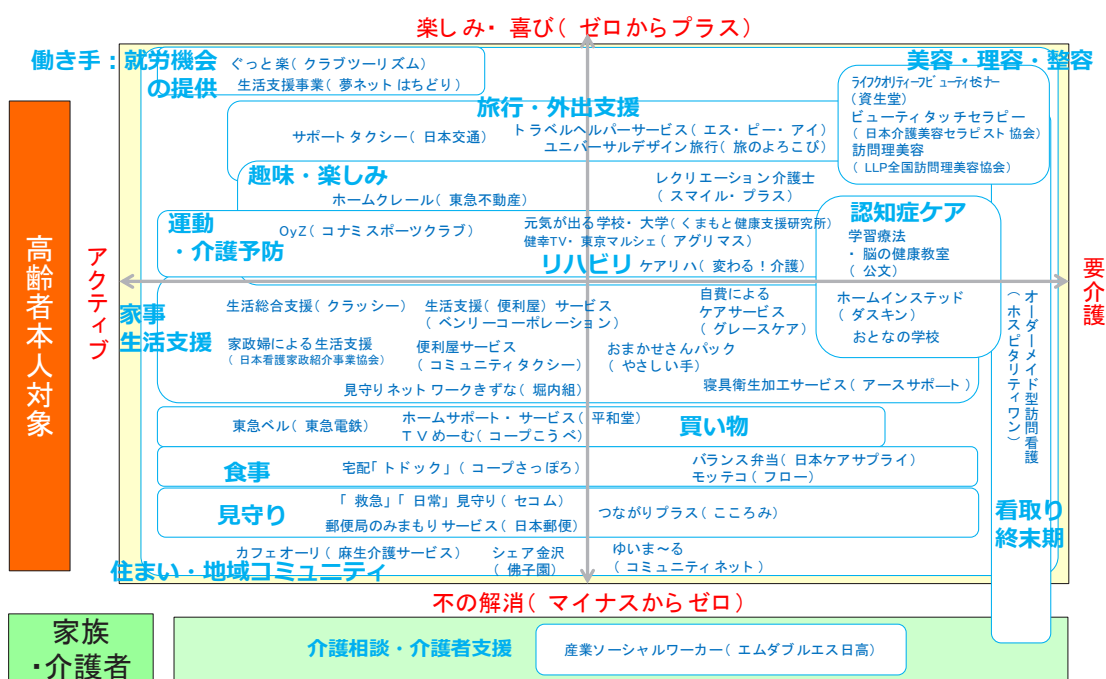 楽しみ・喜び(ゼロからプラス)
働き手：就労機会
の提供
ぐっと楽(クラブツーリズム)
生活支援事業(夢ネットはちどり)
美容・理容・整容
ライフクオリティービューティセミナー
(資生堂)
ビューティタッチセラピー
(日本介護美容セラピスト協会)
訪問理美容
(LLP全国訪問理美容協会)
旅行・外出支援
サポートタクシー(日本交通)
トラベルヘルパーサービス(エス・ピー・アイ)
ユニバーサルデザイン旅行(旅のよろこび)
趣味・楽しみ
ホームクレール(東急不動産)
レクリエーション介護士
(スマイル・プラス)
運動
・介護予防
OyZ(コナミスポーツクラブ)
元気が出る学校・大学(くまもと健康支援研究所)
健幸TV・東京マルシェ(アグリマス)
リハビリ
ケアリハ(変わる！介護)
認知症ケア
学習療法
・脳の健康教室
(公文)
ホームインステッド
(ダスキン)
おとなの学校
高齢者本人対象
アクティブ
要介護
家事
生活支援
生活総合支援(クラッシー)
生活支援(便利屋)サービス
(ベンリーコーポレーション)
自費による
ケアサービス
(グレースケア)
家政婦による生活支援
(日本看護家政紹介事業協会)
便利屋サービス
(コミュニティタクシー)
おまかせさんパック
(やさしい手)
見守りネットワークきずな(堀内組)
寝具衛生加工サービス(アースサポート)
オーダーメイド型訪問看護
(ホスピタリティワン)
東急ベル(東急電鉄)
ホームサポート・サービス(平和堂)
ＴＶめーむ(コープこうべ)
買い物
食事
宅配「トドック」(コープさっぽろ)
バランス弁当(日本ケアサプライ)
モッテコ(フロー)
見守り
「救急」「日常」見守り(セコム)
郵便局のみまもりサービス(日本郵便)
つながりプラス(こころみ)
看取り
終末期
カフェオーリ(麻生介護サービス)
シェア金沢
(佛子園)
ゆいま～る
(コミュニティネット)
住まい・地域コミュニティ
不の解消(マイナスからゼロ)
家族
・介護者
介護相談・介護者支援
産業ソーシャルワーカー(エムダブルエス日高)